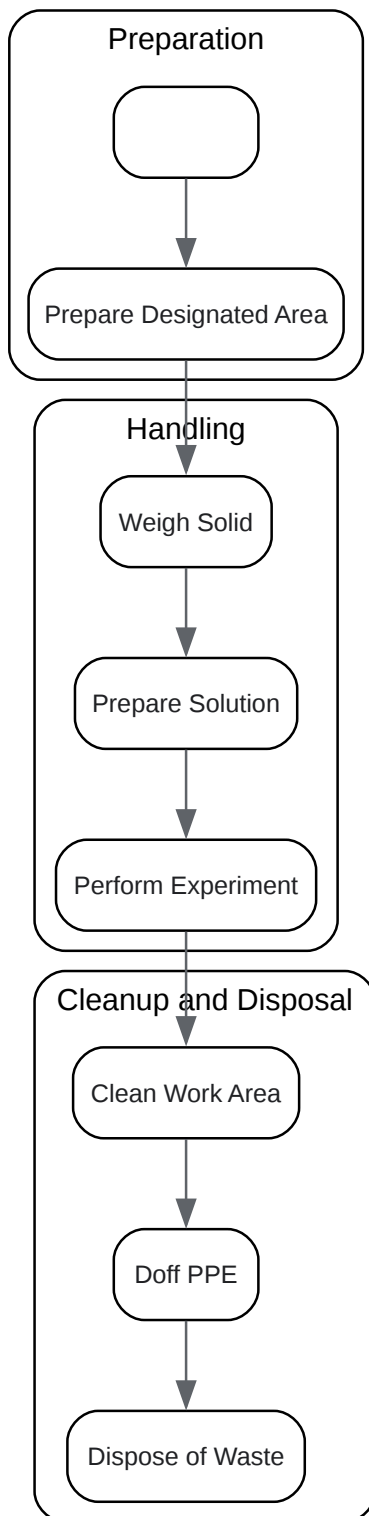 Preparation
Prepare Designated Area
Handling
Weigh Solid
Prepare Solution
Perform Experiment
Cleanup and Disposal
Clean Work Area
Doff PPE
Dispose of Waste